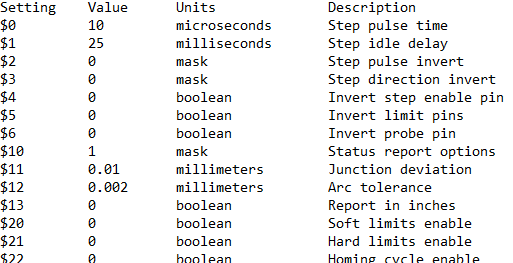 Setting Value Units Description
$0 10 microseconds Step pulse time
$1 25 milliseconds Step idle delay
$2 0 mask Step pulse invert
$3 0 mask Step direction invert
$4 0 boolean Invert step enable pin
$5 0 boolean Invert limit pins
$6 0 boolean Invert probe pin
$10 1 mask Status report options
$11 0.01 millimeters Junction deviation
$12 0.002 millimeters Arc tolerance
$13 0 boolean Report in inches
$20 0 boolean Soft limits enable
$21 0 boolean Hard limits enable
$22 0 boolean Homing cycle enable